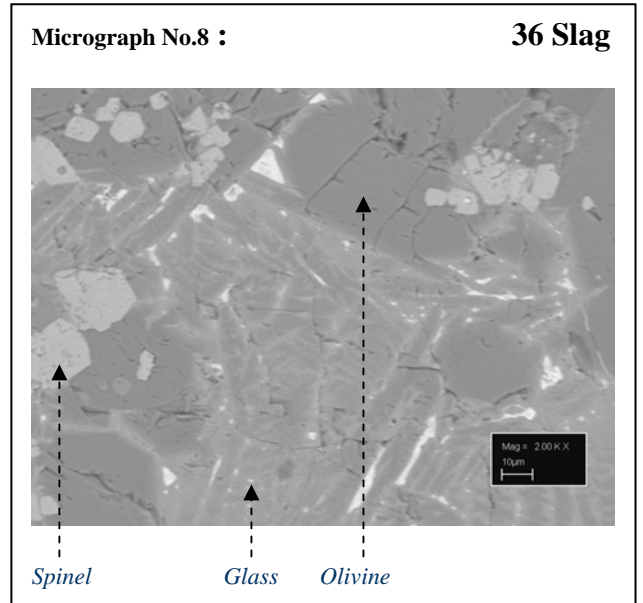 Micrograph No.8 : 36 Slag
Mag = 2.00 K X
10µm
Spinel Glass Olivine